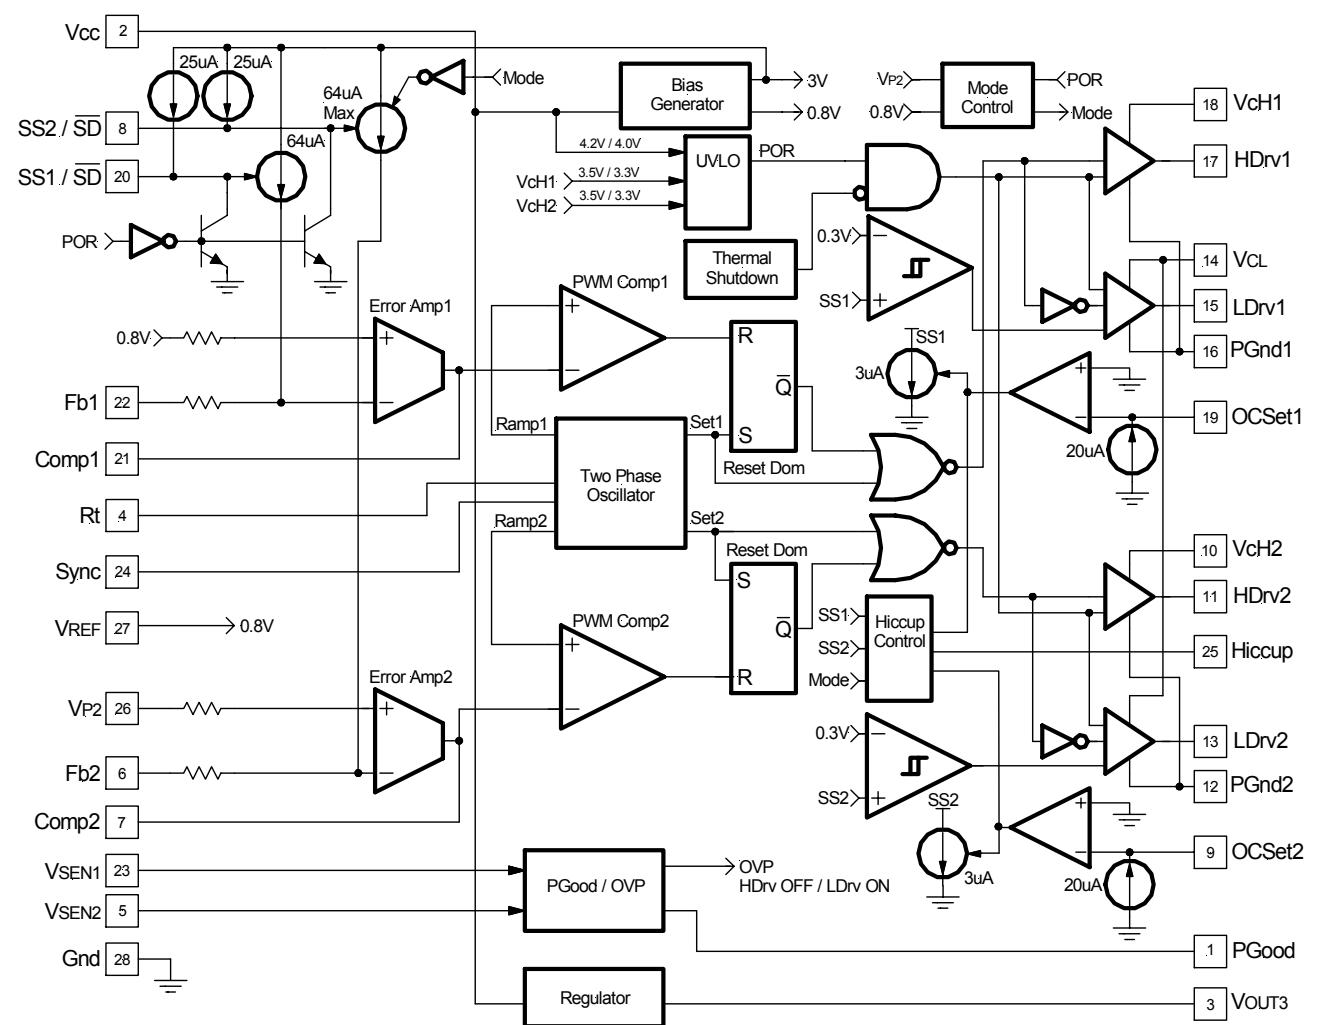 Vcc 2
25uA 25uA
64uA
Max
Mode
SS2 / SD 8
64uA
SS1 / SD 20
POR
Bias
Generator
3V
0.8V
VP2
0.8V
Mode
Control
POR
Mode
4.2V / 4.0V
VcH1 3.5V / 3.3V
VcH2 3.5V / 3.3V
UVLO
POR
Thermal
Shutdown
0.3V −
SS1 +
18 VcH1
17 HDrv1
14 VCL
15 LDrv1
16 PGnd1
19 OCSet1
0.8V
Error Amp1
+
−
Fb1 22
Comp1 21
Rt 4
Sync 24
VREF 27 0.8V
PWM Comp1
+
−
R
Q
S
Reset Dom
Ramp1
Set1
Two Phase
Oscillator
Ramp2
Set2
Reset Dom
S
Q
R
PWM Comp2
+
−
SS1
3uA
+
−
20uA
SS1
SS2
Mode
Hiccup
Control
10 VcH2
11 HDrv2
25 Hiccup
13 LDrv2
12 PGnd2
9 OCSet2
VP2 26
Error Amp2
+
−
Fb2 6
Comp2 7
0.3V −
SS2 +
SS2
3uA
+
−
20uA
VSEN1 23
VSEN2 5
PGood / OVP
OVP
HDrv OFF / LDrv ON
Gnd 28
1 PGood
Regulator
3 VOUT3